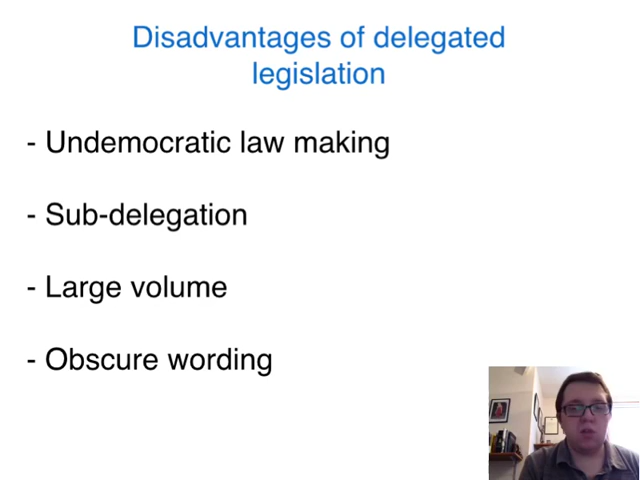 Disadvantages of delegated
legislation
- Undemocratic law making
- Sub-delegation
- Large volume
- Obscure wording